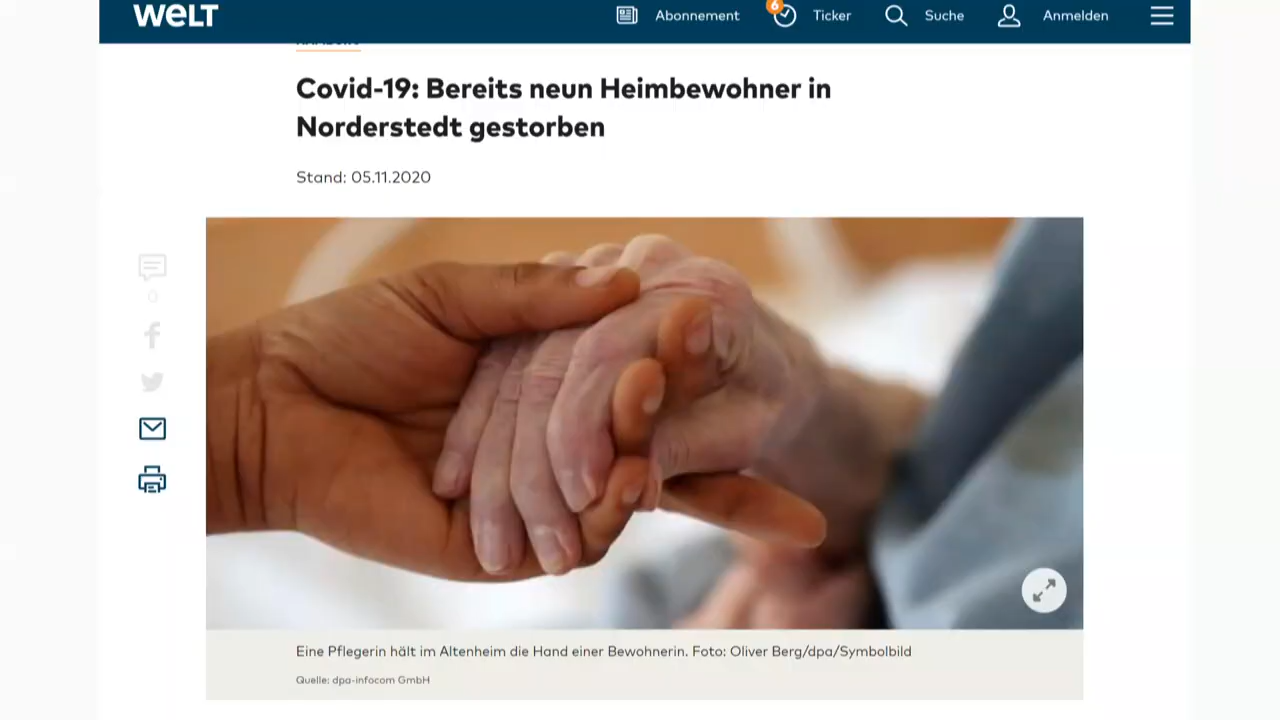 WELT
Abonnement
6
Ticker
Suche
Anmelden
Covid-19: Bereits neun Heimbewohner in
Norderstedt gestorben
Stand: 05.11.2020
0
Eine Pflegerin hält im Altenheim die Hand einer Bewohnerin. Foto: Oliver Berg/dpa/Symbolbild
Quelle: dpa-infocom GmbH